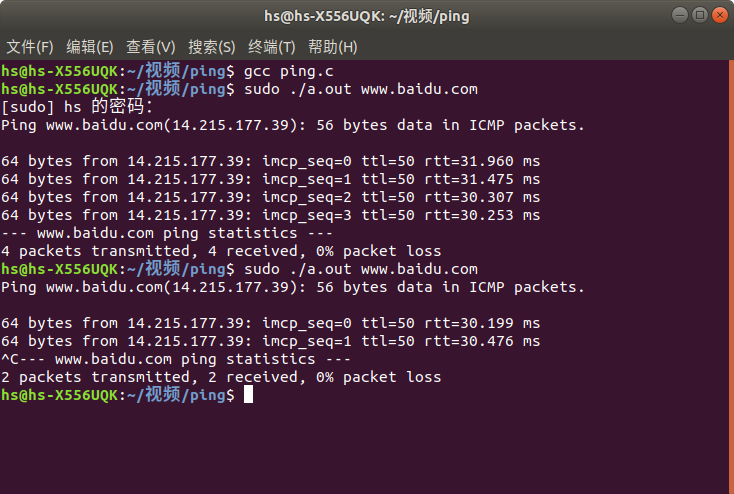 hs@hs-X556UQK: ~/视频/ping
文件(F) 编辑(E) 查看(V) 搜索(S) 终端(T) 帮助(H)
hs@hs-X556UQK:~/视频/ping$ gcc ping.c
hs@hs-X556UQK:~/视频/ping$ sudo ./a.out www.baidu.com
[sudo] hs 的密码：
Ping www.baidu.com(14.215.177.39): 56 bytes data in ICMP packets.
64 bytes from 14.215.177.39: imcp_seq=0 ttl=50 rtt=31.960 ms
64 bytes from 14.215.177.39: imcp_seq=1 ttl=50 rtt=31.475 ms
64 bytes from 14.215.177.39: imcp_seq=2 ttl=50 rtt=30.307 ms
64 bytes from 14.215.177.39: imcp_seq=3 ttl=50 rtt=30.253 ms
--- www.baidu.com ping statistics ---
4 packets transmitted, 4 received, 0% packet loss
hs@hs-X556UQK:~/视频/ping$ sudo ./a.out www.baidu.com
Ping www.baidu.com(14.215.177.39): 56 bytes data in ICMP packets.
64 bytes from 14.215.177.39: imcp_seq=0 ttl=50 rtt=30.199 ms
64 bytes from 14.215.177.39: imcp_seq=1 ttl=50 rtt=30.476 ms
^C--- www.baidu.com ping statistics ---
2 packets transmitted, 2 received, 0% packet loss
hs@hs-X556UQK:~/视频/ping$